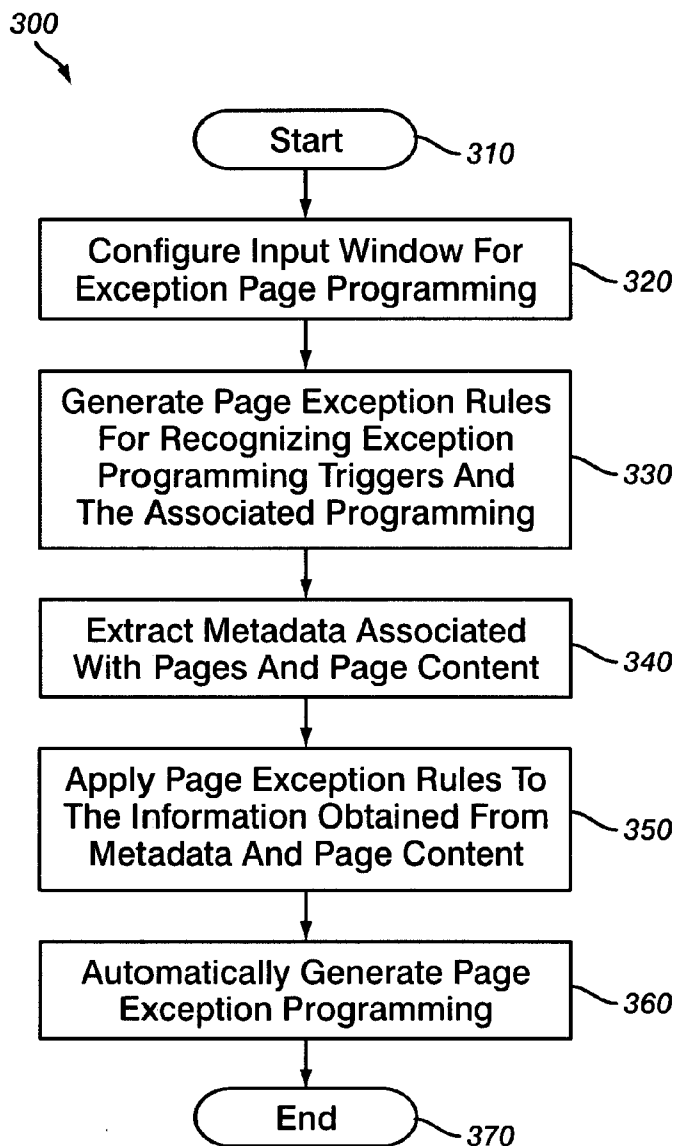 300
Start
310
Configure Input Window For
Exception Page Programming
320
Generate Page Exception Rules
For Recognizing Exception
Programming Triggers And
The Associated Programming
330
Extract Metadata Associated
With Pages And Page Content
340
Apply Page Exception Rules To
The Information Obtained From
Metadata And Page Content
350
Automatically Generate Page
Exception Programming
360
End
370